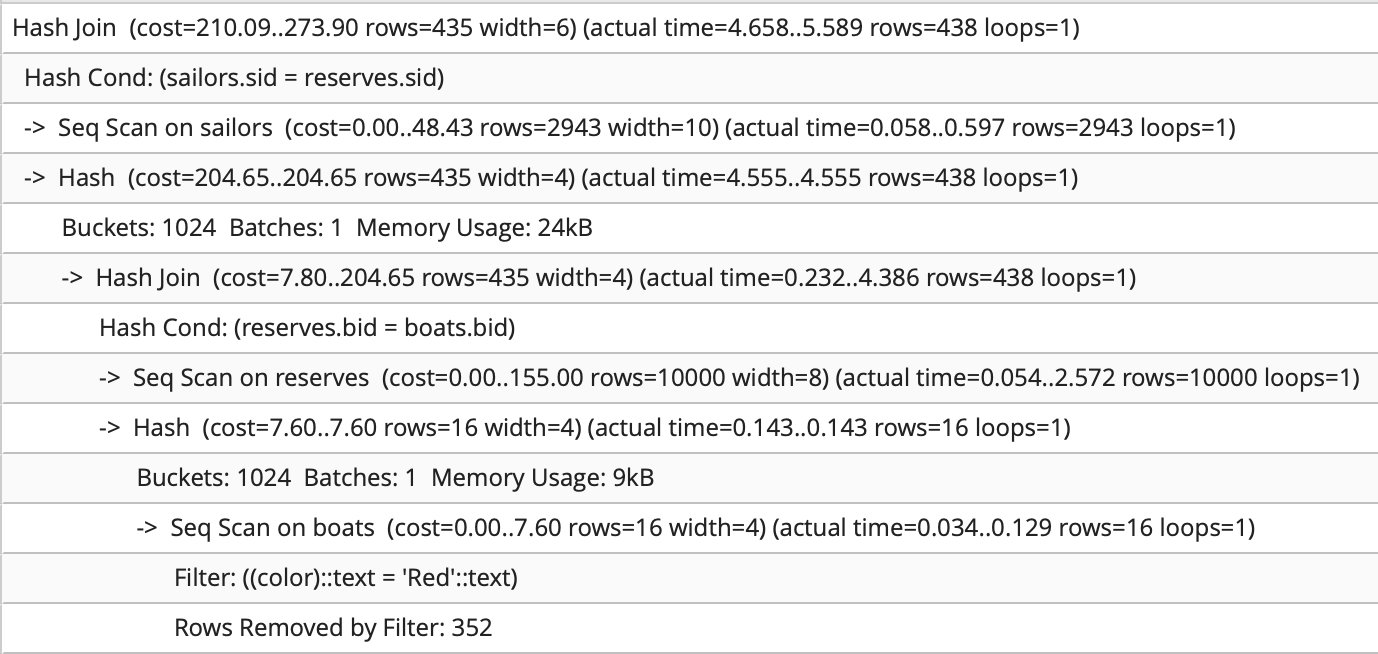 Hash Join  (cost=210.09..273.90 rows=435 width=6) (actual time=4.658..5.589 rows=438 loops=1)
Hash Cond: (sailors.sid = reserves.sid)
->  Seq Scan on sailors  (cost=0.00..48.43 rows=2943 width=10) (actual time=0.058..0.597 rows=2943 loops=1)
->  Hash  (cost=204.65..204.65 rows=435 width=4) (actual time=4.555..4.555 rows=438 loops=1)
Buckets: 1024  Batches: 1  Memory Usage: 24kB
->  Hash Join  (cost=7.80..204.65 rows=435 width=4) (actual time=0.232..4.386 rows=438 loops=1)
Hash Cond: (reserves.bid = boats.bid)
->  Seq Scan on reserves  (cost=0.00..155.00 rows=10000 width=8) (actual time=0.054..2.572 rows=10000 loops=1)
->  Hash  (cost=7.60..7.60 rows=16 width=4) (actual time=0.143..0.143 rows=16 loops=1)
Buckets: 1024  Batches: 1  Memory Usage: 9kB
->  Seq Scan on boats  (cost=0.00..7.60 rows=16 width=4) (actual time=0.034..0.129 rows=16 loops=1)
Filter: ((color)::text = 'Red'::text)
Rows Removed by Filter: 352